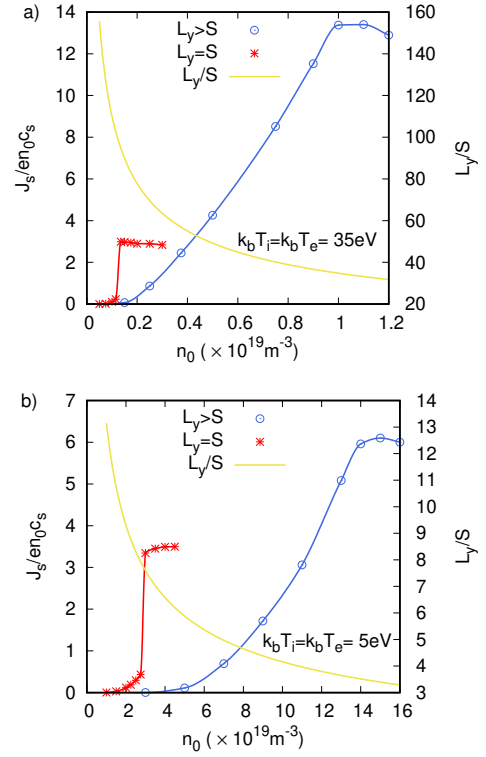 a)
L_y>S
L_y=S
L_y/S
k_bT_i=k_bT_e= 35eV
J_s/en_0c_s
L_y/S
14
12
10
8
6
4
2
0
160
140
120
100
80
60
40
20
0 0.2 0.4 0.6 0.8 1 1.2
n_0 ( × 10^19 m^-3)
b)
L_y>S
L_y=S
L_y/S
k_bT_i=k_bT_e= 5eV
J_s/en_0c_s
L_y/S
7
6
5
4
3
2
1
0
14
13
12
11
10
9
8
7
6
5
4
3
0 2 4 6 8 10 12 14 16
n_0 ( × 10^19 m^-3)